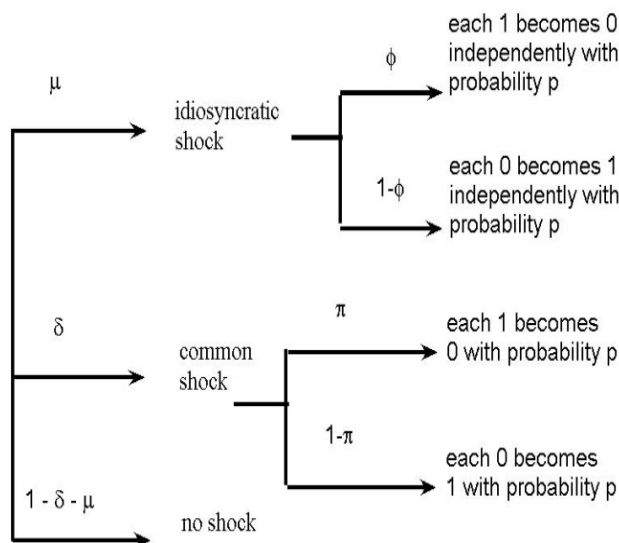 each 1 becomes 0
independently with
probability p
ϕ
μ
idiosyncratic
shock
1-ϕ
each 0 becomes 1
independently with
probability p
δ
π
common
shock
each 1 becomes
0 with probability p
1-π
each 0 becomes
1 with probability p
1 - δ - μ
no shock